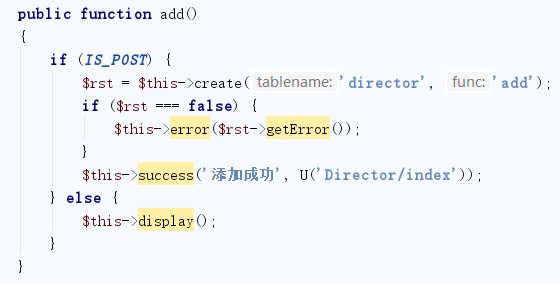 public function add()
{
if (IS_POST) {
$rst = $this->create( tablename: 'director', func: 'add');
if ($rst === false) {
$this->error($rst->getError());
}
$this->success('添加成功', U('Director/index'));
} else {
$this->display();
}
}